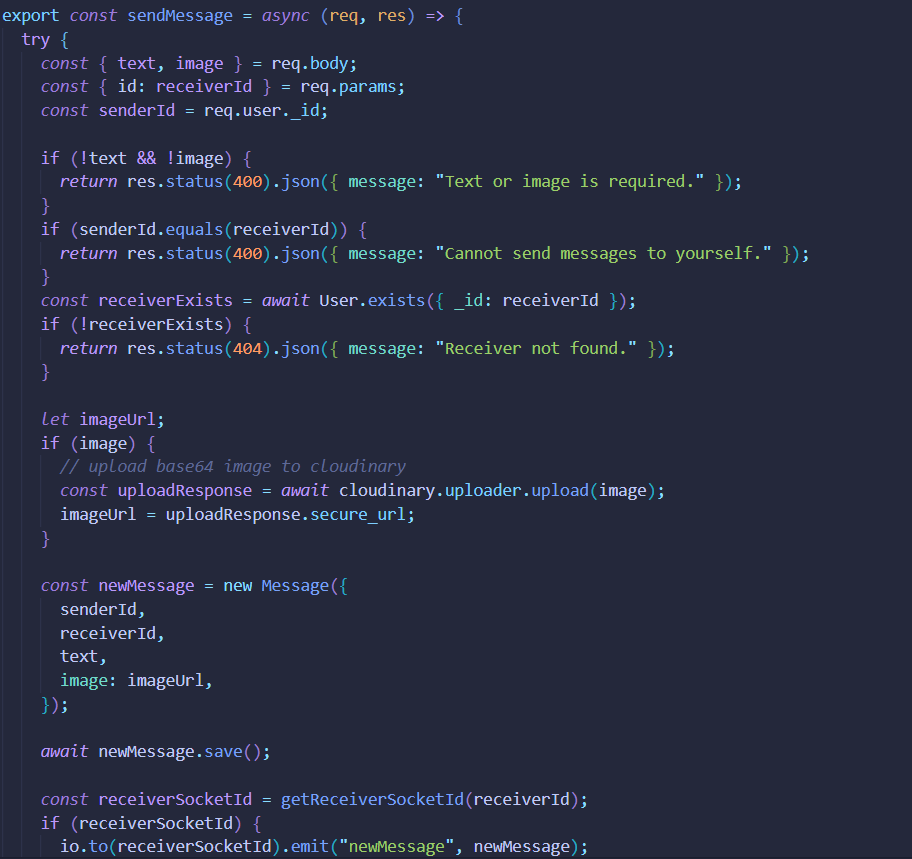 export const sendMessage = async (req, res) => {
  try {
    const { text, image } = req.body;
    const { id: receiverId } = req.params;
    const senderId = req.user._id;

    if (!text && !image) {
      return res.status(400).json({ message: "Text or image is required." });
    }
    if (senderId.equals(receiverId)) {
      return res.status(400).json({ message: "Cannot send messages to yourself." });
    }
    const receiverExists = await User.exists({ _id: receiverId });
    if (!receiverExists) {
      return res.status(404).json({ message: "Receiver not found." });
    }

    let imageUrl;
    if (image) {
      // upload base64 image to cloudinary
      const uploadResponse = await cloudinary.uploader.upload(image);
      imageUrl = uploadResponse.secure_url;
    }

    const newMessage = new Message({
      senderId,
      receiverId,
      text,
      image: imageUrl,
    });

    await newMessage.save();

    const receiverSocketId = getReceiverSocketId(receiverId);
    if (receiverSocketId) {
      io.to(receiverSocketId).emit("newMessage", newMessage);